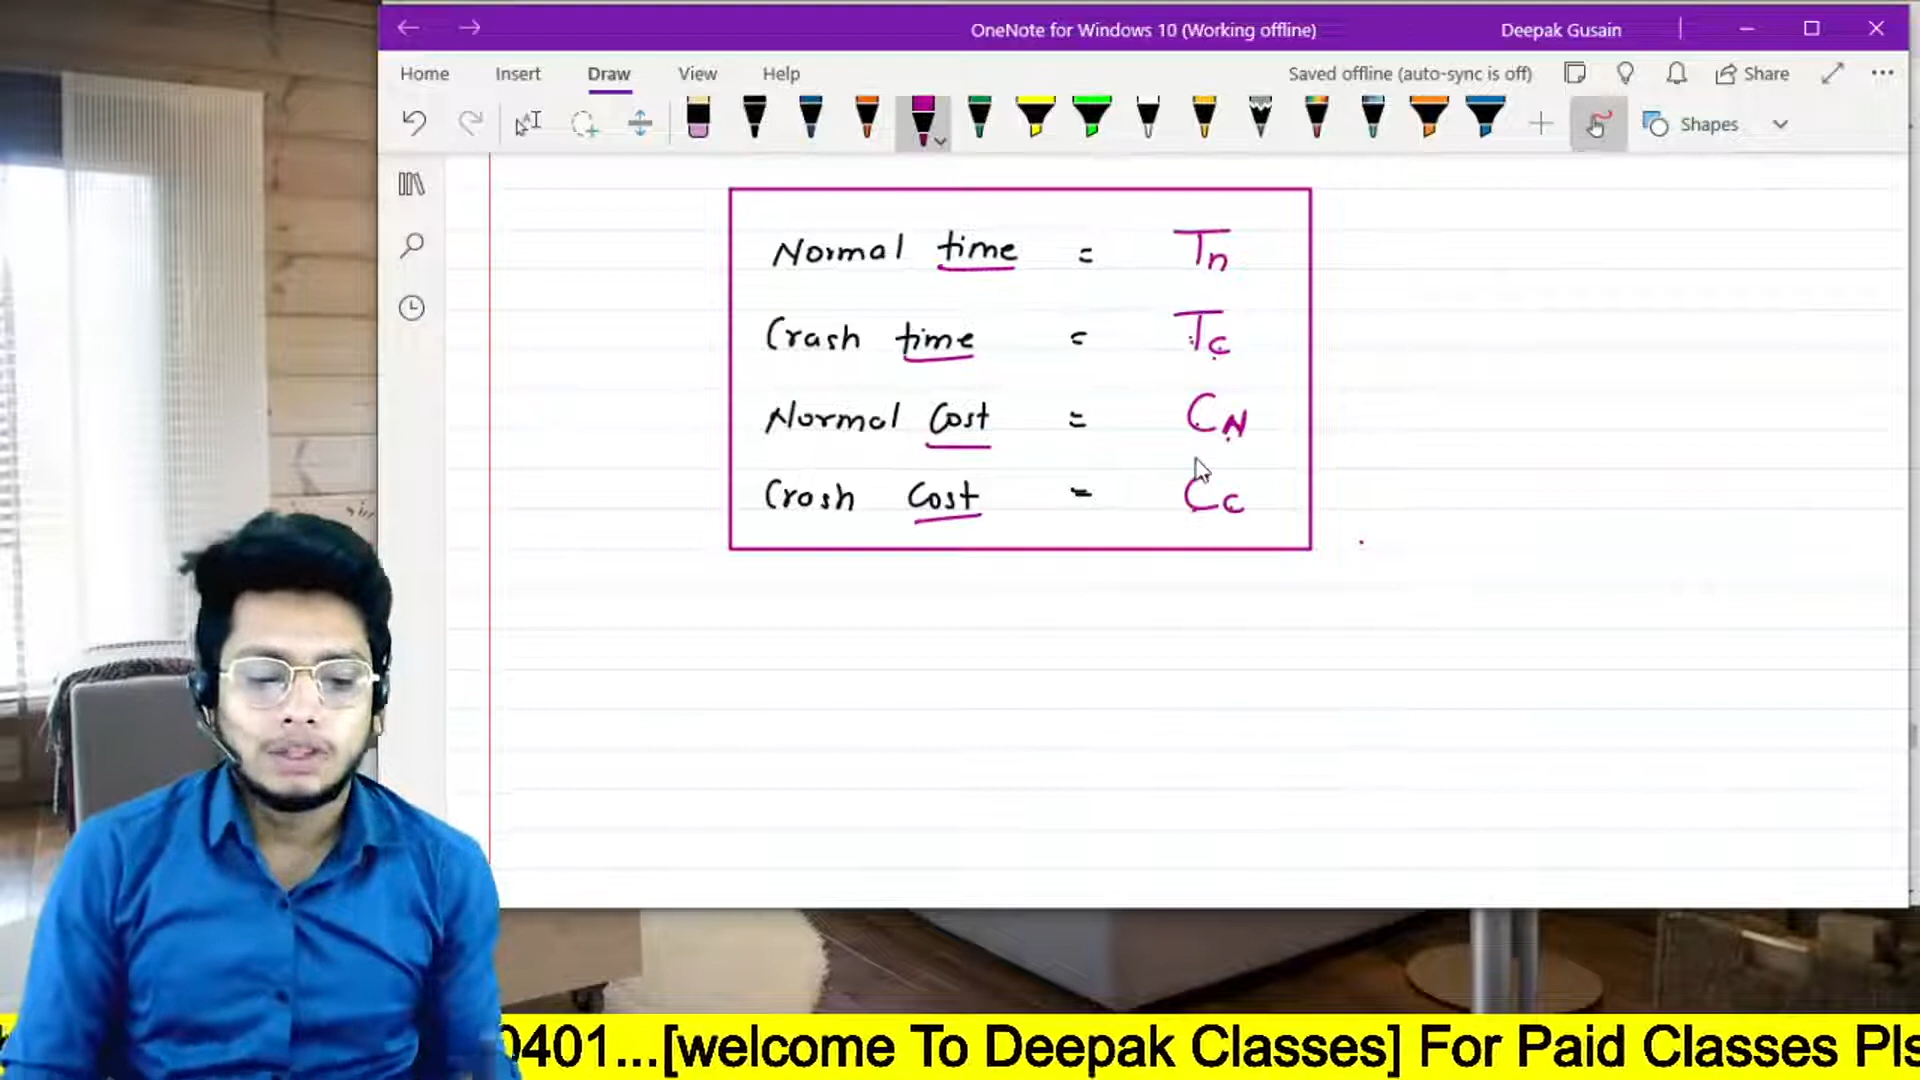 OneNote for Windows 10 (Working offline) Deepak Gusain
Home Insert Draw View Help Saved offline (auto-sync is off) Share
Shapes
Normal time = Tn
Crash time = Tc
Normal Cost = CN
Crash Cost = Cc
0401...[welcome To Deepak Classes] For Paid Classes Pls